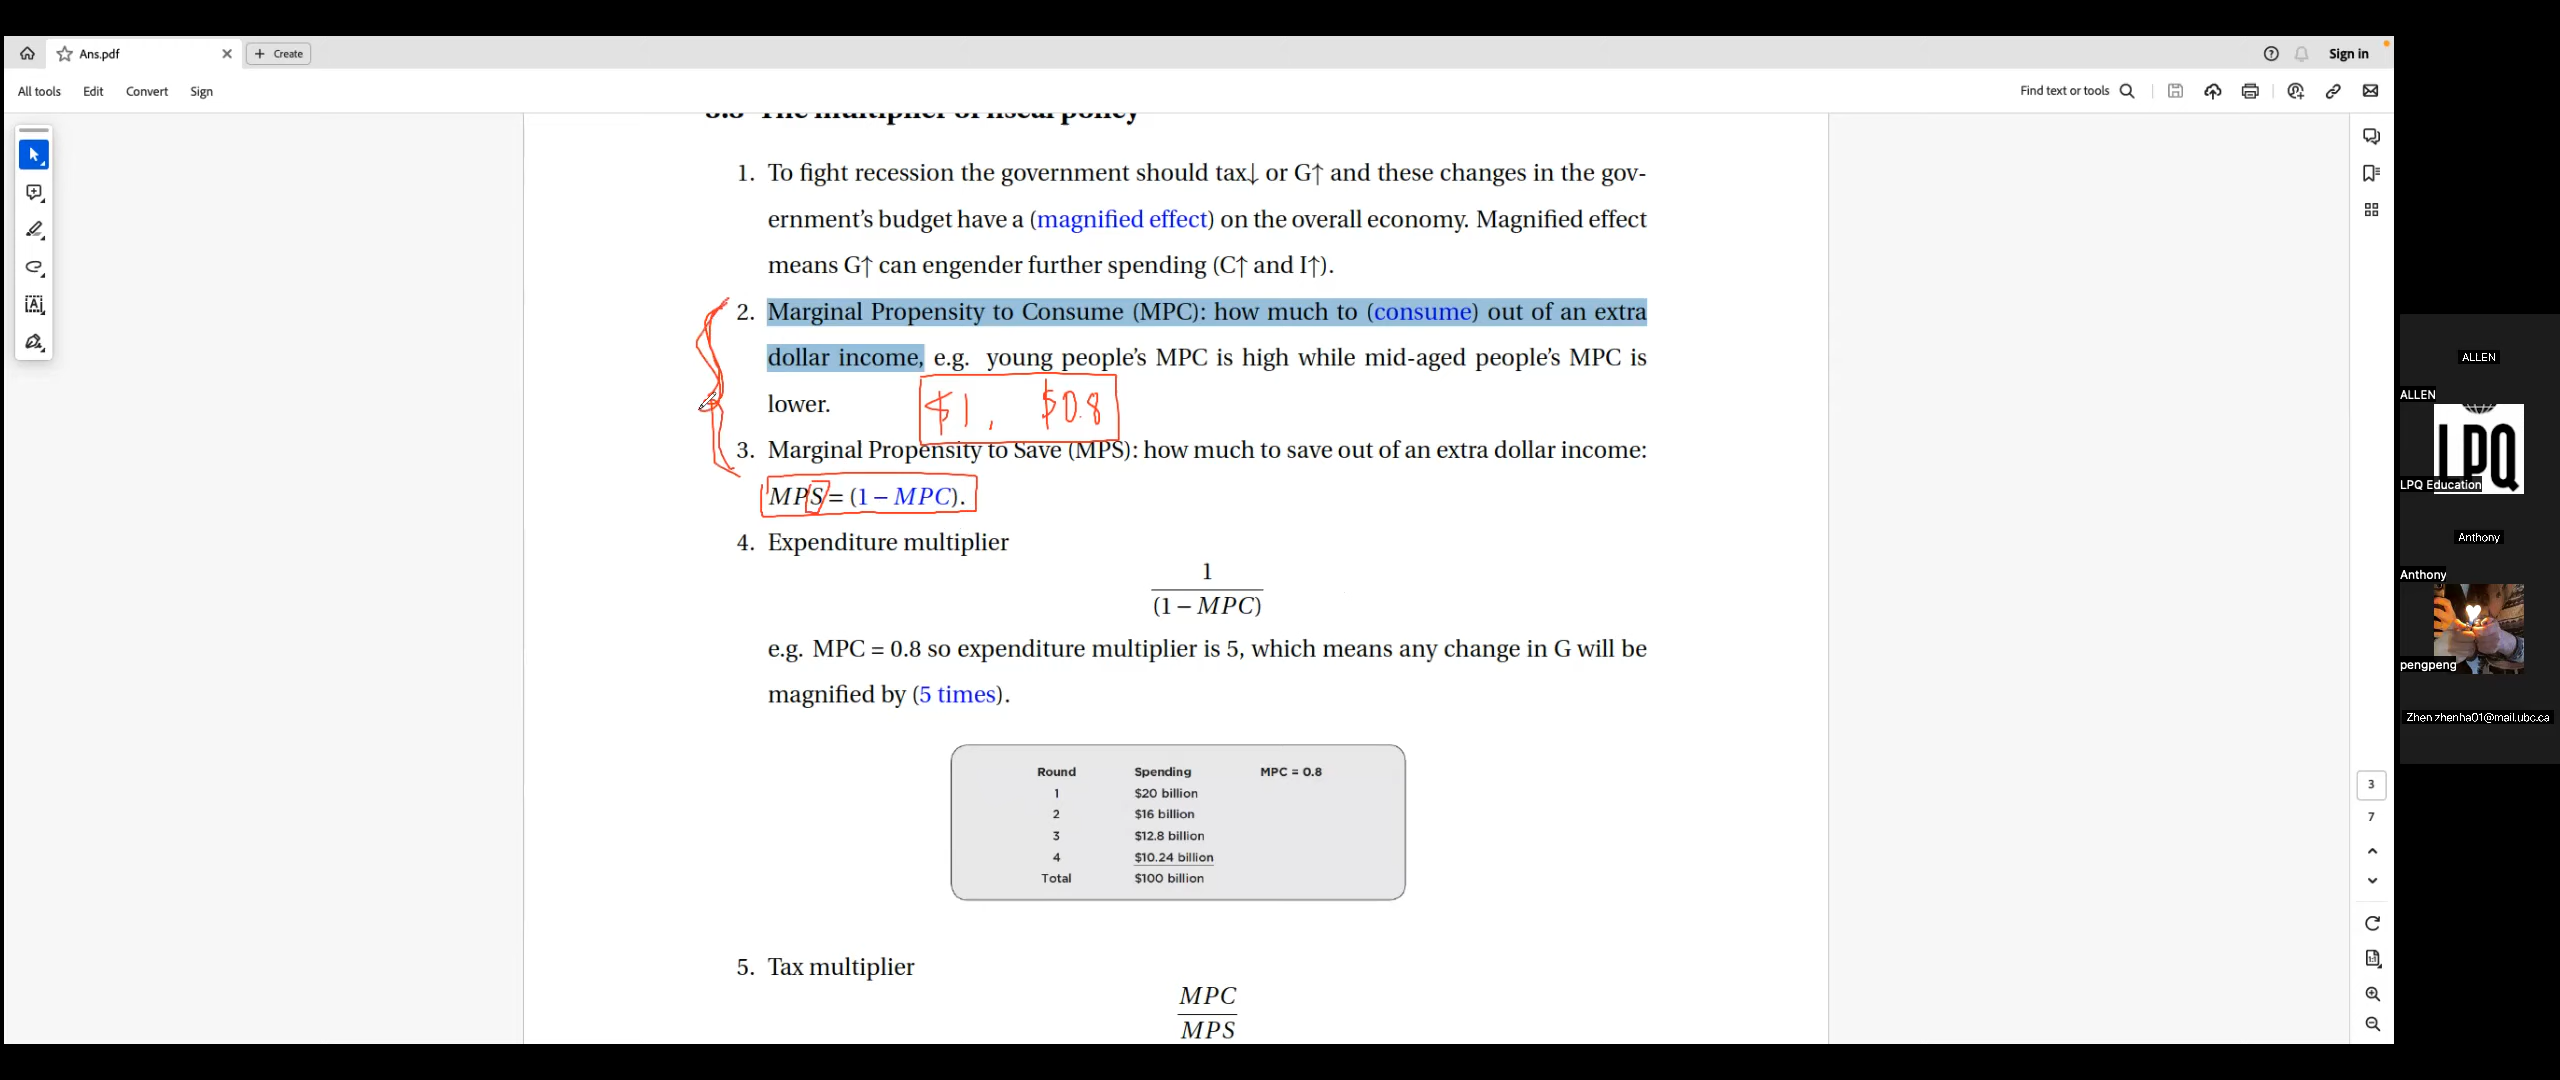 Ans.pdf
Create
Sign in
All tools Edit Convert Sign
Find text or tools
3.3 The multiplier of fiscal policy
1. To fight recession the government should tax↓ or G↑ and these changes in the gov-
ernment's budget have a (magnified effect) on the overall economy. Magnified effect
means G↑ can engender further spending (C↑ and I↑).
2. Marginal Propensity to Consume (MPC): how much to (consume) out of an extra
dollar income, e.g. young people's MPC is high while mid-aged people's MPC is
lower.
$1, $0.8
3. Marginal Propensity to Save (MPS): how much to save out of an extra dollar income:
MPS = (1 − MPC).
4. Expenditure multiplier
1
(1 − MPC)
e.g. MPC = 0.8 so expenditure multiplier is 5, which means any change in G will be
magnified by (5 times).
Round Spending MPC = 0.8
1 $20 billion
2 $16 billion
3 $12.8 billion
4 $10.24 billion
Total $100 billion
5. Tax multiplier
MPC
MPS
3
7
ALLEN
ALLEN
LPQ
LPQ Education
Anthony
Anthony
pengpeng
Zhen zhenha01@mail.ubc.ca